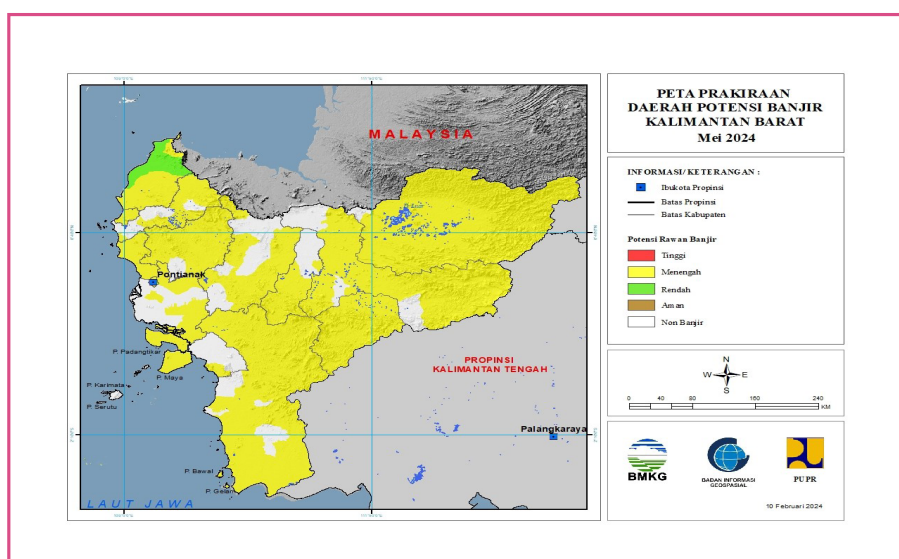 MALAYSIA
Pontianak
P. Padangtikar
P. Maya
P. Karimata
P. Serutu
PROPINSI
KALIMANTAN TENGAH
Palangkaraya
P. Bawal
P. Gelam
LAUT JAWA
PETA PRAKIRAAN
DAERAH POTENSI BANJIR
KALIMANTAN BARAT
Mei 2024
INFORMASI/KETERANGAN :
Ibukota Propinsi
Batas Propinsi
Batas Kabupaten
Potensi Rawan Banjir
Tinggi
Menengah
Rendah
Aman
Non Banjir
N
W E
S
0 40 80 160 240
KM
BMKG
BADAN INFORMASI
GEOSPASIAL
PUPR
10 Februari 2024